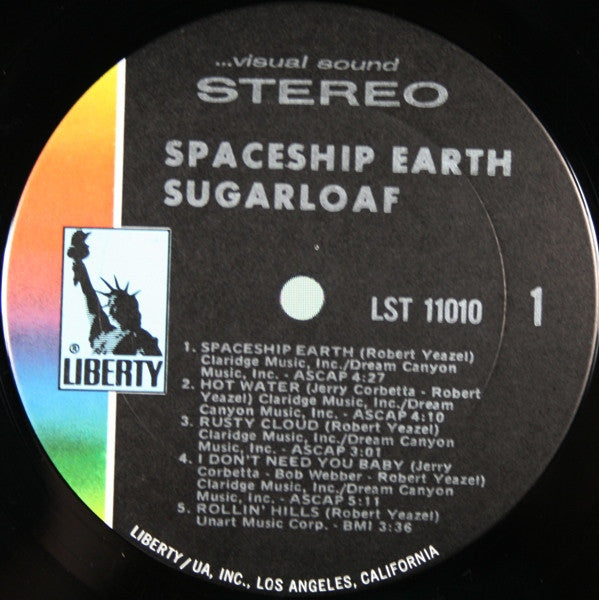 ...visual sound
STEREO
SPACESHIP EARTH
SUGARLOAF
LST 11010 1
® LIBERTY
1. SPACESHIP EARTH (Robert Yeazel)
Claridge Music, Inc./Dream Canyon
Music, Inc. - ASCAP 4:27
2. HOT WATER (Jerry Corbetta - Robert
Yeazel) Claridge Music, Inc./Dream
Canyon Music, Inc. - ASCAP 4:10
3. RUSTY CLOUD (Robert Yeazel)
Claridge Music, Inc./Dream Canyon
Music, Inc. - ASCAP 3:01
4. I DON'T NEED YOU BABY (Jerry
Corbetta - Bob Webber - Robert Yeazel)
Claridge Music, Inc./Dream Canyon
Music, Inc. - ASCAP 5:11
5. ROLLIN' HILLS (Robert Yeazel)
Unart Music Corp. - BMI 3:36
LIBERTY/UA, INC., LOS ANGELES, CALIFORNIA